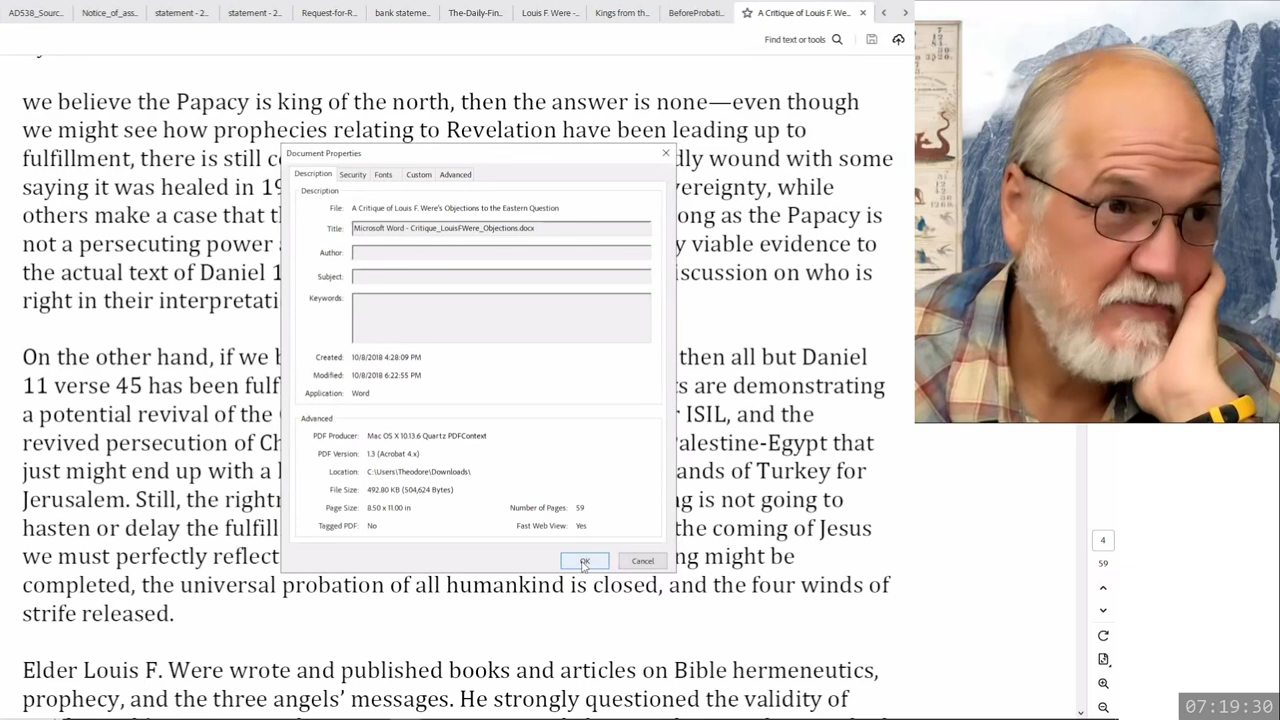 AD538_Sourc...
Notice_of_ass...
statement - 2...
statement - 2...
Request-for-R...
bank stateme...
The-Daily-Fin...
Louis F. Were -...
Kings from th...
BeforeProbati...
A Critique of Louis F. We...
Find text or tools
we believe the Papacy is king of the north, then the answer is none—even though
we might see how prophecies relating to Revelation have been leading up to
fulfillment, there is still c
dly wound with some
saying it was healed in 19
vereignty, while
others make a case that th
ong as the Papacy is
not a persecuting power a
y viable evidence to
the actual text of Daniel 1
iscussion on who is
right in their interpretati
On the other hand, if we b
then all but Daniel
11 verse 45 has been fulf
ts are demonstrating
a potential revival of the
r ISIL, and the
revived persecution of Ch
Palestine-Egypt that
just might end up with a
ands of Turkey for
Jerusalem. Still, the rightn
ng is not going to
hasten or delay the fulfill
the coming of Jesus
we must perfectly reflect
ng might be
completed, the universal probation of all humankind is closed, and the four winds of
strife released.
Elder Louis F. Were wrote and published books and articles on Bible hermeneutics,
prophecy, and the three angels' messages. He strongly questioned the validity of
Document Properties
Description
Security
Fonts
Custom
Advanced
Description
File: A Critique of Louis F. Were's Objections to the Eastern Question
Title: Microsoft Word - Critique_LouisFWere_Objections.docx
Author:
Subject:
Keywords:
Created: 10/8/2018 4:28:09 PM
Modified: 10/8/2018 6:22:55 PM
Application: Word
Advanced
PDF Producer: Mac OS X 10.13.6 Quartz PDFContext
PDF Version: 1.3 (Acrobat 4.x)
Location: C:\Users\Theodore\Downloads\
File Size: 492.80 KB (504,624 Bytes)
Page Size: 8.50 x 11.00 in
Number of Pages: 59
Tagged PDF: No
Fast Web View: Yes
OK
Cancel
4
59
07:19:30